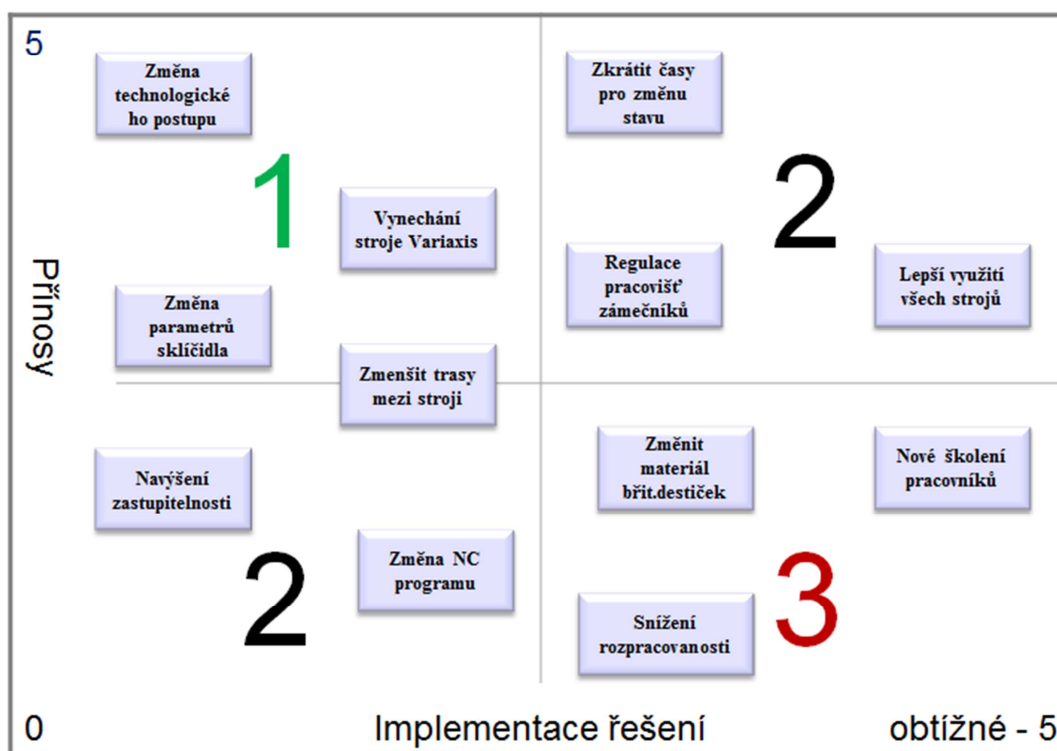 5
Změna
technologické
ho postupu
Zkrátit časy
pro změnu
stavu
1
2
Vynechání
stroje Variaxis
Regulace
pracovišť
zámečníků
Lepší využití
všech strojů
Přínosy
Změna
parametrů
sklíčidla
Zmenšit trasy
mezi stroji
Navýšení
zastupitelnosti
Změnit
materiál
břit.destiček
Nové školení
pracovníků
2
Změna NC
programu
3
Snížení
rozpracovanosti
0
Implementace řešení
obtížné - 5